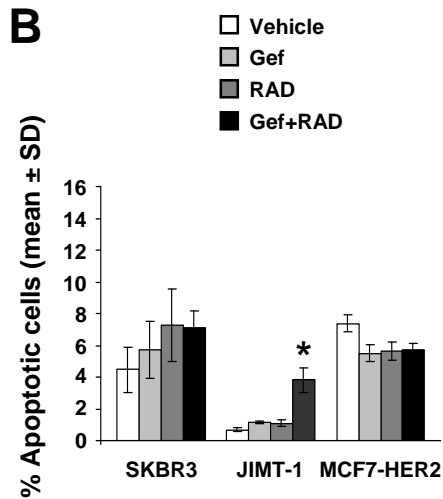 B
Vehicle
Gef
RAD
Gef+RAD
% Apoptotic cells (mean ± SD)
16
14
12
10
8
6
4
2
0
*
SKBR3 JIMT-1 MCF7-HER2